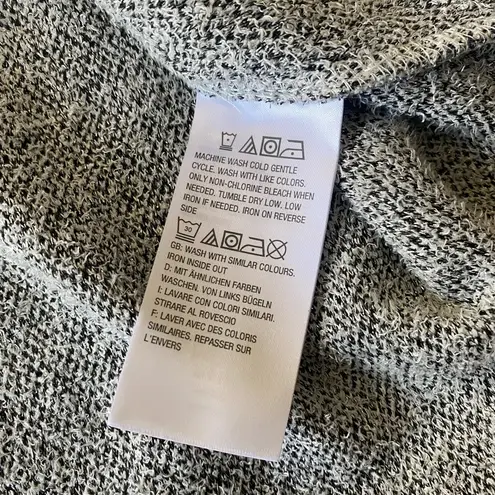 MACHINE WASH COLD GENTLE
CYCLE. WASH WITH LIKE COLORS.
ONLY NON-CHLORINE BLEACH WHEN
NEEDED. TUMBLE DRY LOW. LOW
IRON IF NEEDED. IRON ON REVERSE
SIDE
30
GB: WASH WITH SIMILAR COLOURS.
IRON INSIDE OUT
D: MIT ÄHNLICHEN FARBEN
WASCHEN. VON LINKS BÜGELN
I: LAVARE CON COLORI SIMILARI.
STIRARE AL ROVESCIO
F: LAVER AVEC DES COLORIS
SIMILAIRES. REPASSER SUR
L'ENVERS